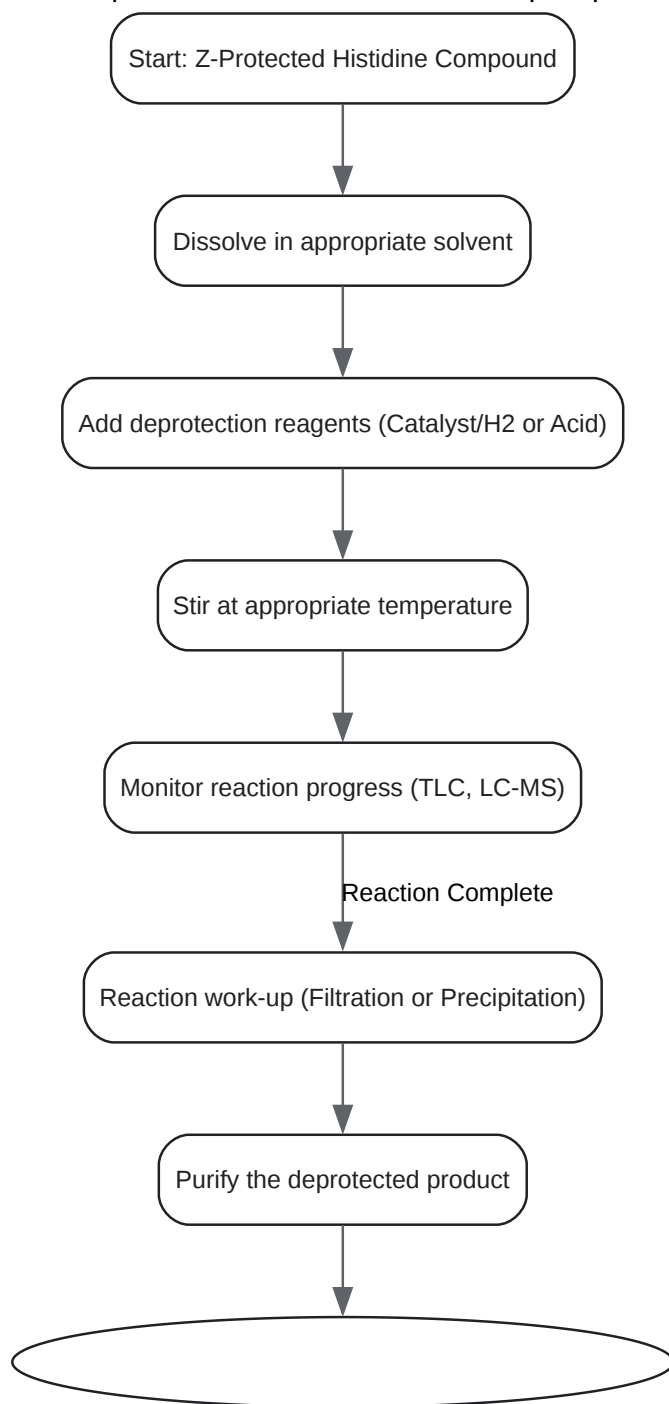 Start: Z-Protected Histidine Compound
Dissolve in appropriate solvent
Add deprotection reagents (Catalyst/H2 or Acid)
Stir at appropriate temperature
Monitor reaction progress (TLC, LC-MS)
Reaction Complete
Reaction work-up (Filtration or Precipitation)
Purify the deprotected product